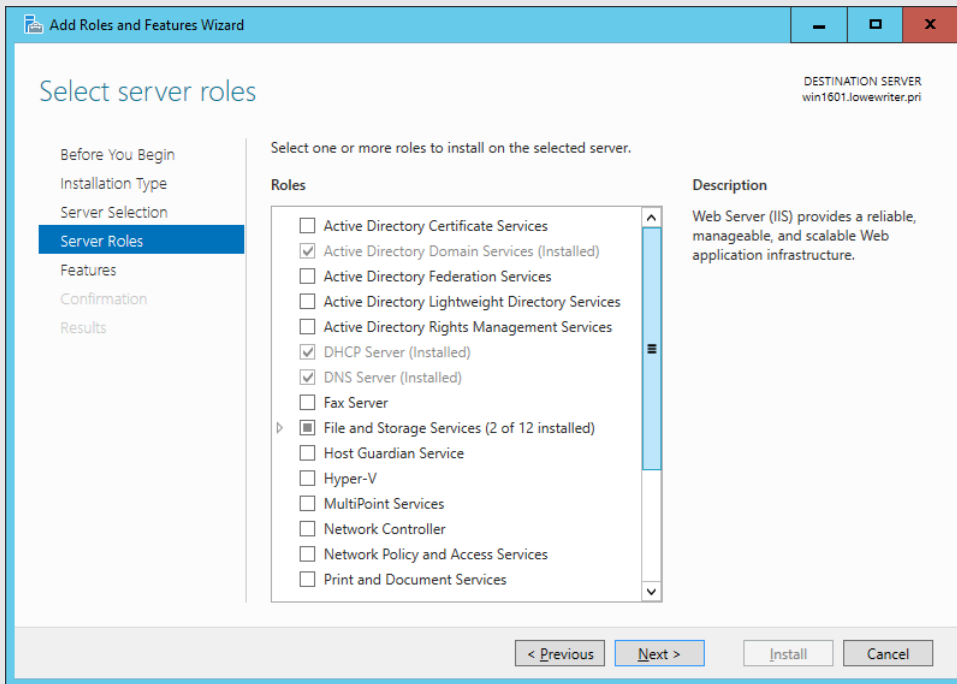 Add Roles and Features Wizard
Select server roles
DESTINATION SERVER
win1601.lowewriter.pri
Before You Begin
Installation Type
Server Selection
Server Roles
Features
Confirmation
Results
Select one or more roles to install on the selected server.
Roles
Active Directory Certificate Services
Active Directory Domain Services (Installed)
Active Directory Federation Services
Active Directory Lightweight Directory Services
Active Directory Rights Management Services
DHCP Server (Installed)
DNS Server (Installed)
Fax Server
File and Storage Services (2 of 12 installed)
Host Guardian Service
Hyper-V
MultiPoint Services
Network Controller
Network Policy and Access Services
Print and Document Services
Description
Web Server (IIS) provides a reliable,
manageable, and scalable Web
application infrastructure.
< Previous
Next >
Install
Cancel